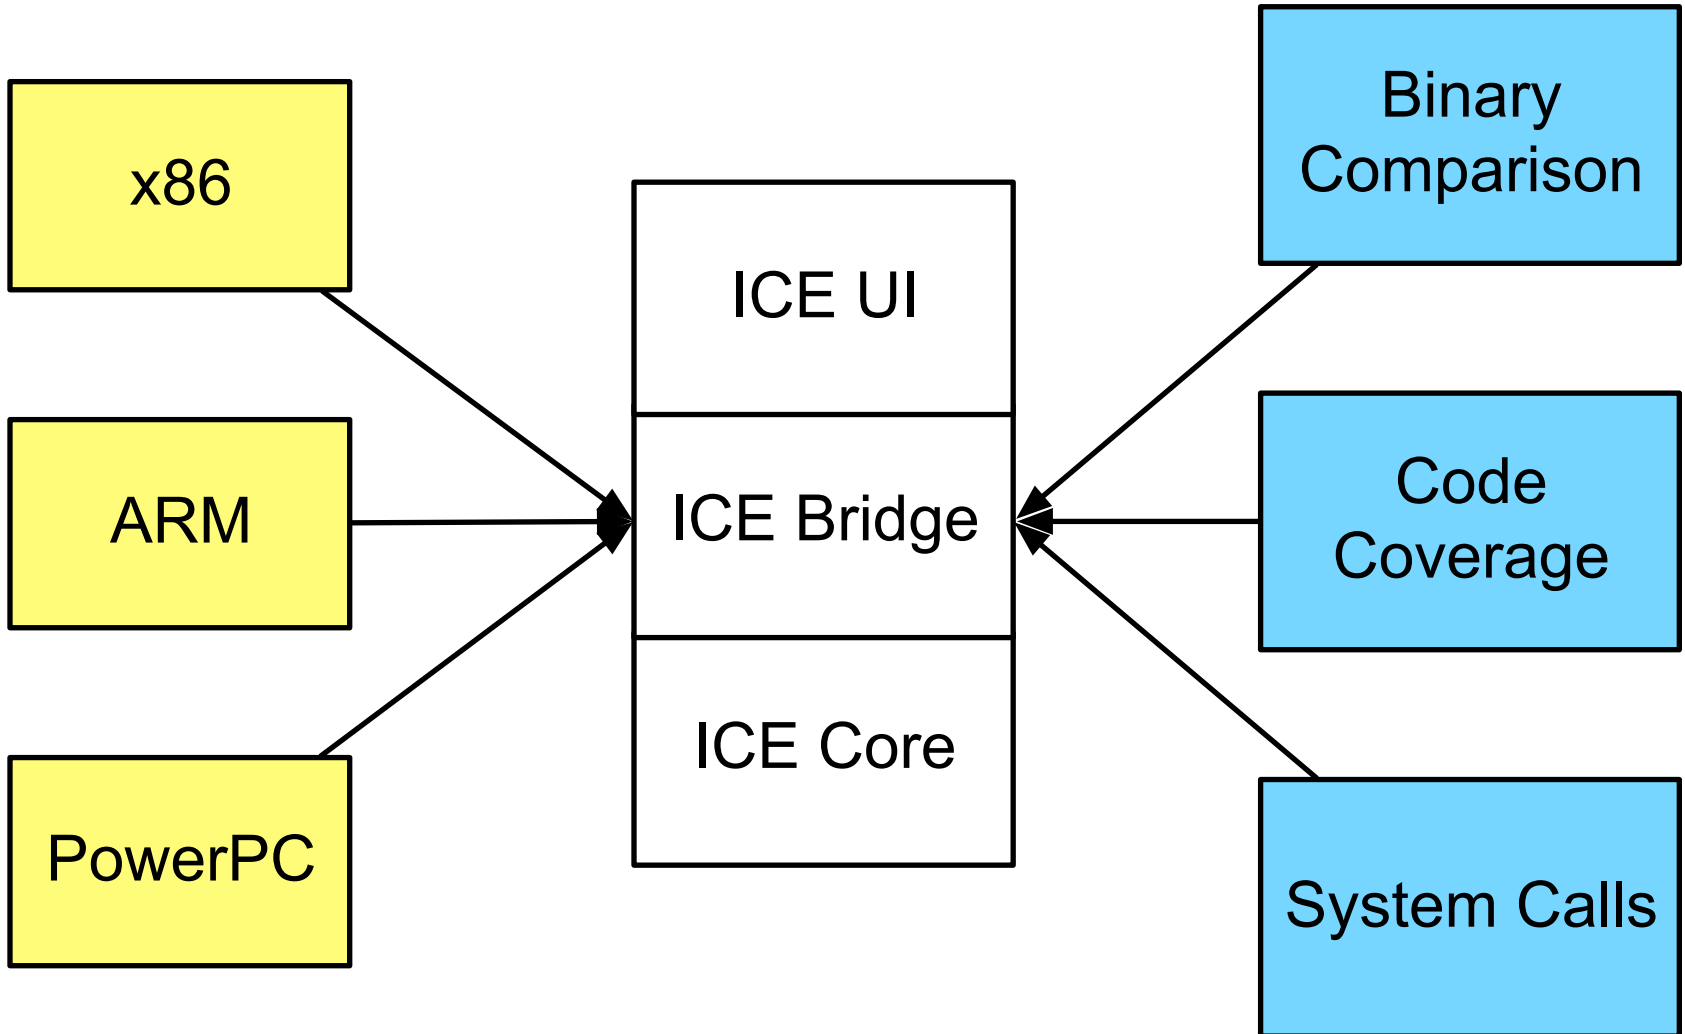 x86
ARM
PowerPC
ICE UI
ICE Bridge
ICE Core
Binary
Comparison
Code
Coverage
System Calls